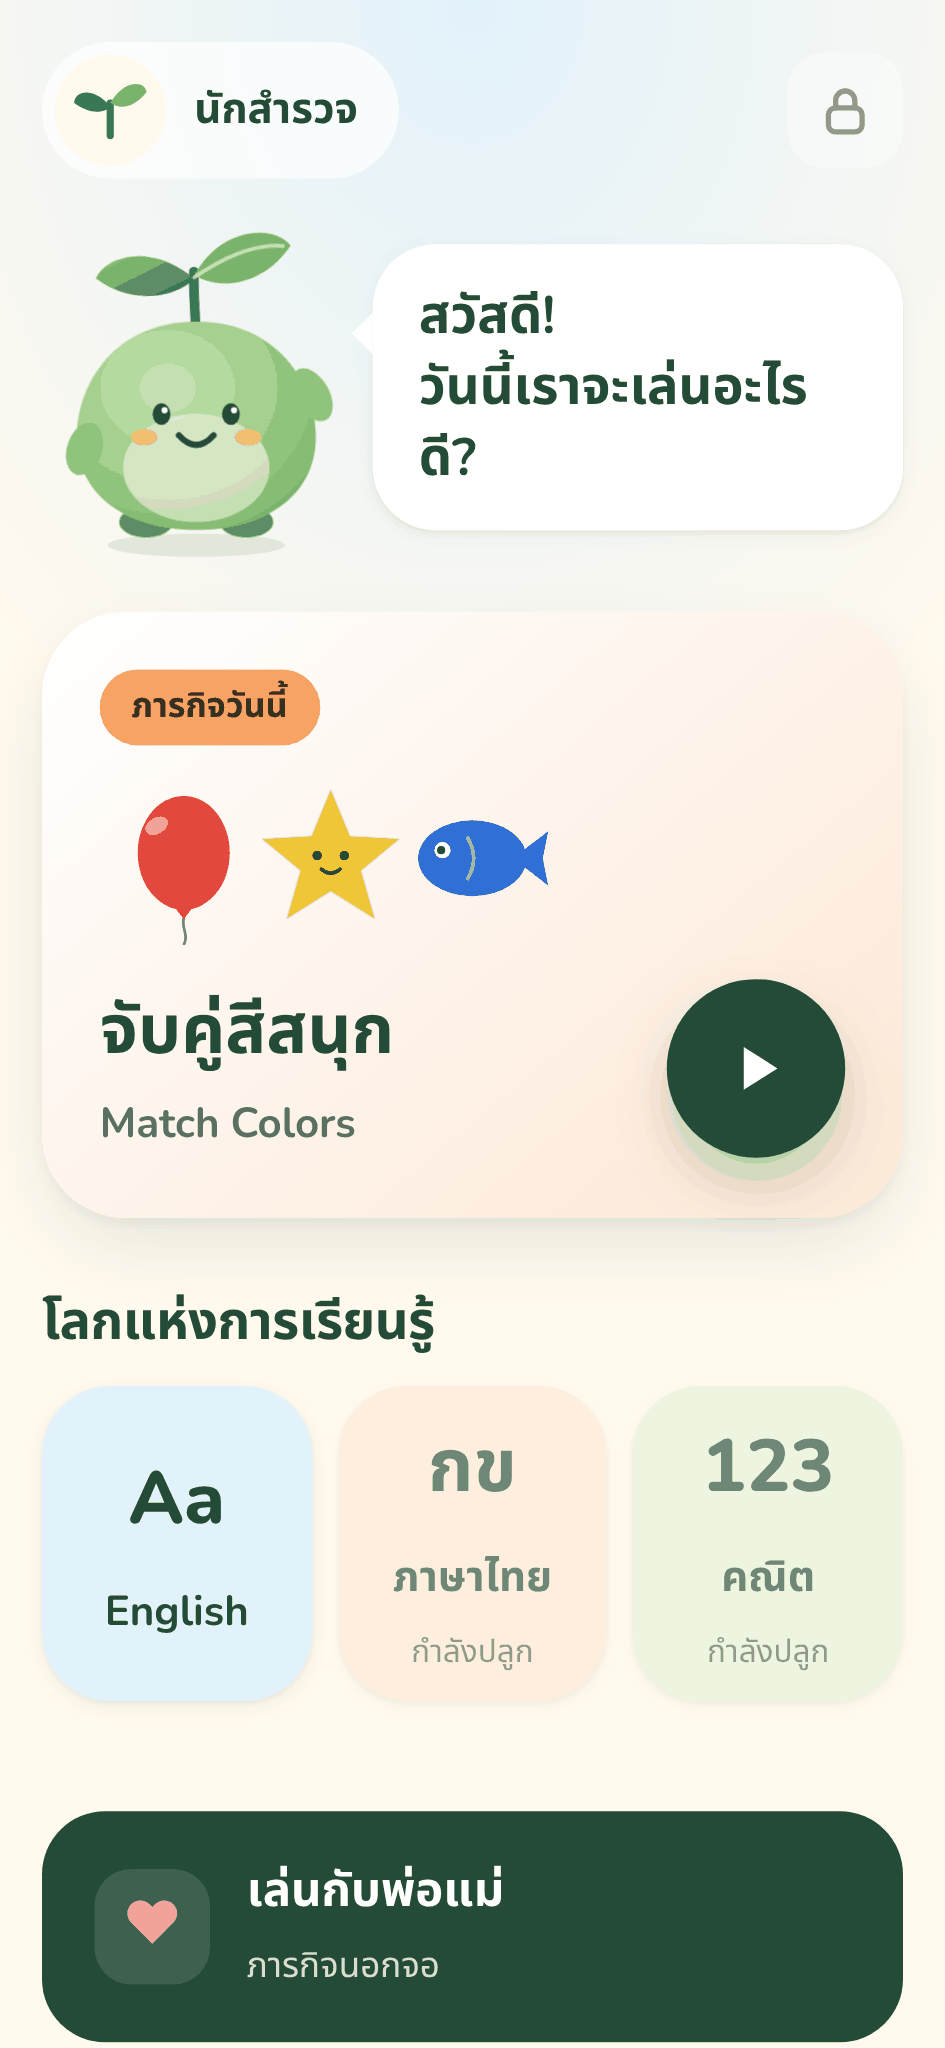 นักสำรวจ
สวัสดี!
วันนี้เราจะเล่นอะไร
ดี?
ภารกิจวันนี้
จับคู่สีสนุก
Match Colors
โลกแห่งการเรียนรู้
Aa
English
กข
ภาษาไทย
กำลังปลูก
123
คณิต
กำลังปลูก
เล่นกับพ่อแม่
ภารกิจนอกจอ